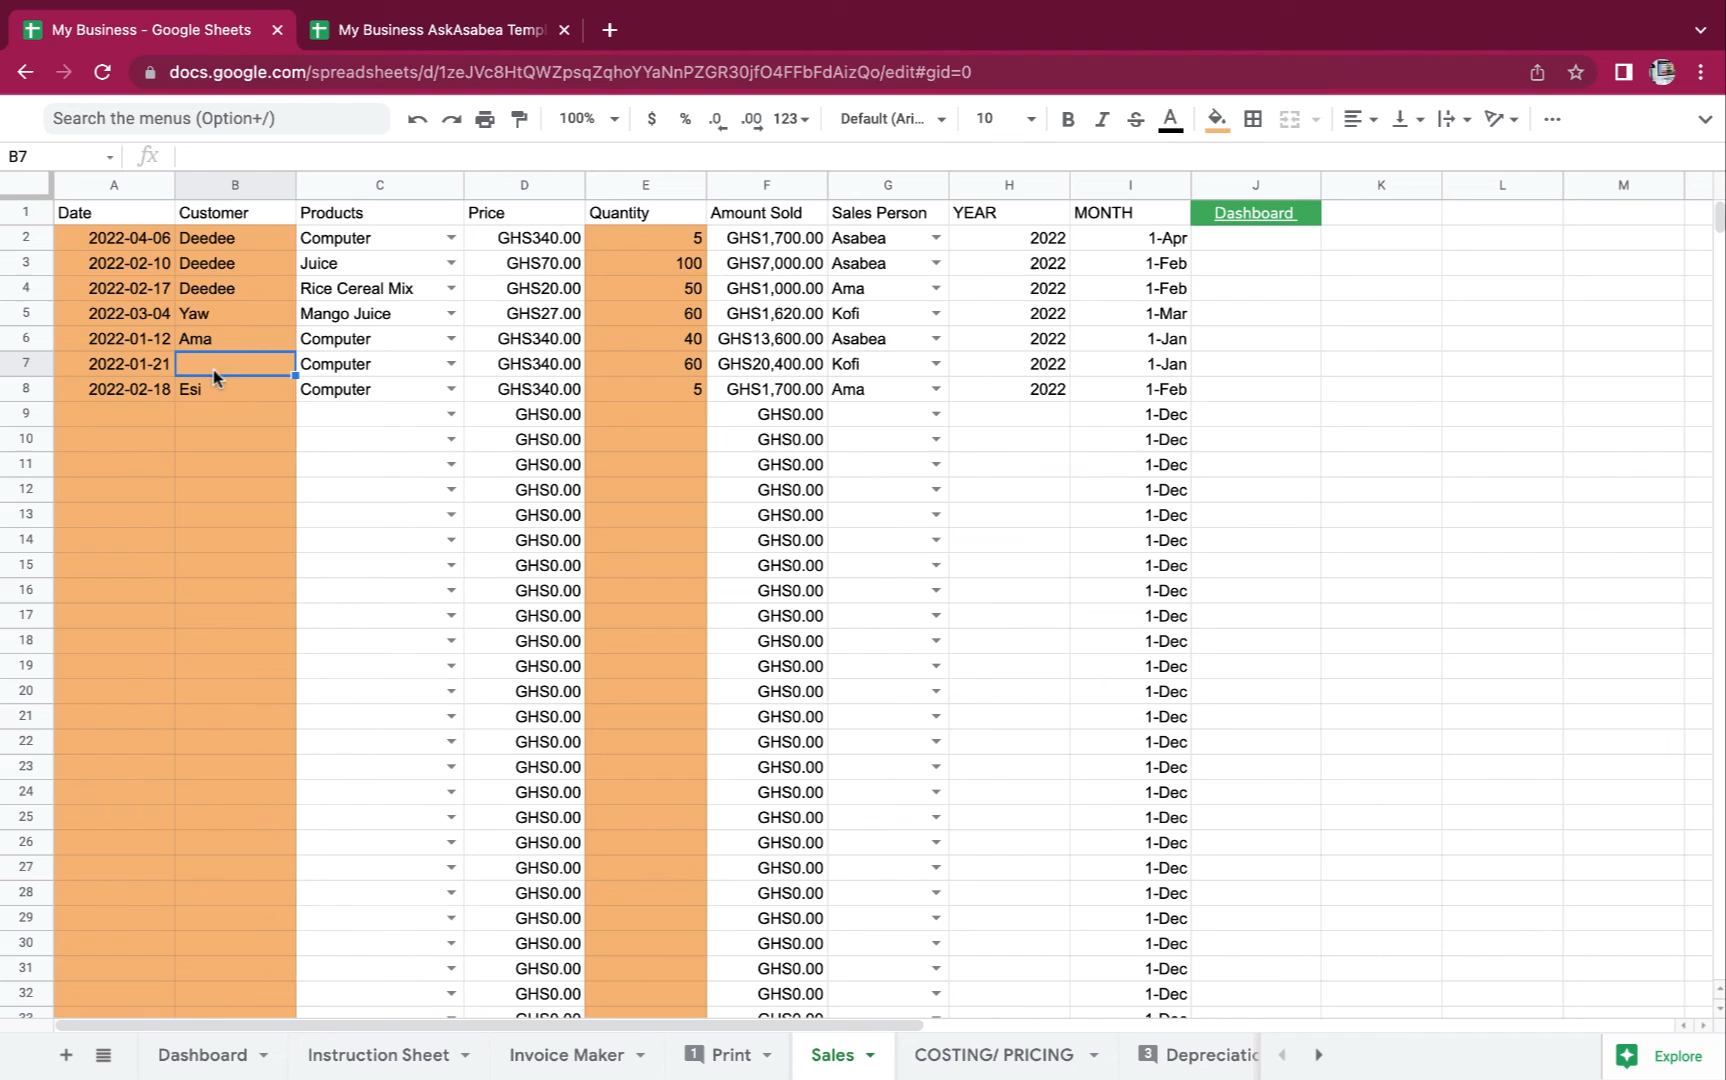 My Business - Google Sheets
My Business AskAsabea Templ
docs.google.com/spreadsheets/d/1zeJVc8HtQWZpsqZqhoYYaNnPZGR30jfO4FFbFdAizQo/edit#gid=0
Search the menus (Option+/) 100% $ % .0 .00 123 Default (Ari... 10 B I S A
B7 fx
A B C D E F G H I J K L M
1 Date Customer Products Price Quantity Amount Sold Sales Person YEAR MONTH Dashboard
2 2022-04-06 Deedee Computer GHS340.00 5 GHS1,700.00 Asabea 2022 1-Apr
3 2022-02-10 Deedee Juice GHS70.00 100 GHS7,000.00 Asabea 2022 1-Feb
4 2022-02-17 Deedee Rice Cereal Mix GHS20.00 50 GHS1,000.00 Ama 2022 1-Feb
5 2022-03-04 Yaw Mango Juice GHS27.00 60 GHS1,620.00 Kofi 2022 1-Mar
6 2022-01-12 Ama Computer GHS340.00 40 GHS13,600.00 Asabea 2022 1-Jan
7 2022-01-21 Computer GHS340.00 60 GHS20,400.00 Kofi 2022 1-Jan
8 2022-02-18 Esi Computer GHS340.00 5 GHS1,700.00 Ama 2022 1-Feb
9 GHS0.00 GHS0.00 1-Dec
10 GHS0.00 GHS0.00 1-Dec
11 GHS0.00 GHS0.00 1-Dec
12 GHS0.00 GHS0.00 1-Dec
13 GHS0.00 GHS0.00 1-Dec
14 GHS0.00 GHS0.00 1-Dec
15 GHS0.00 GHS0.00 1-Dec
16 GHS0.00 GHS0.00 1-Dec
17 GHS0.00 GHS0.00 1-Dec
18 GHS0.00 GHS0.00 1-Dec
19 GHS0.00 GHS0.00 1-Dec
20 GHS0.00 GHS0.00 1-Dec
21 GHS0.00 GHS0.00 1-Dec
22 GHS0.00 GHS0.00 1-Dec
23 GHS0.00 GHS0.00 1-Dec
24 GHS0.00 GHS0.00 1-Dec
25 GHS0.00 GHS0.00 1-Dec
26 GHS0.00 GHS0.00 1-Dec
27 GHS0.00 GHS0.00 1-Dec
28 GHS0.00 GHS0.00 1-Dec
29 GHS0.00 GHS0.00 1-Dec
30 GHS0.00 GHS0.00 1-Dec
31 GHS0.00 GHS0.00 1-Dec
32 GHS0.00 GHS0.00 1-Dec
Dashboard Instruction Sheet Invoice Maker 1 Print Sales COSTING/ PRICING 3 Depreciatic Explore